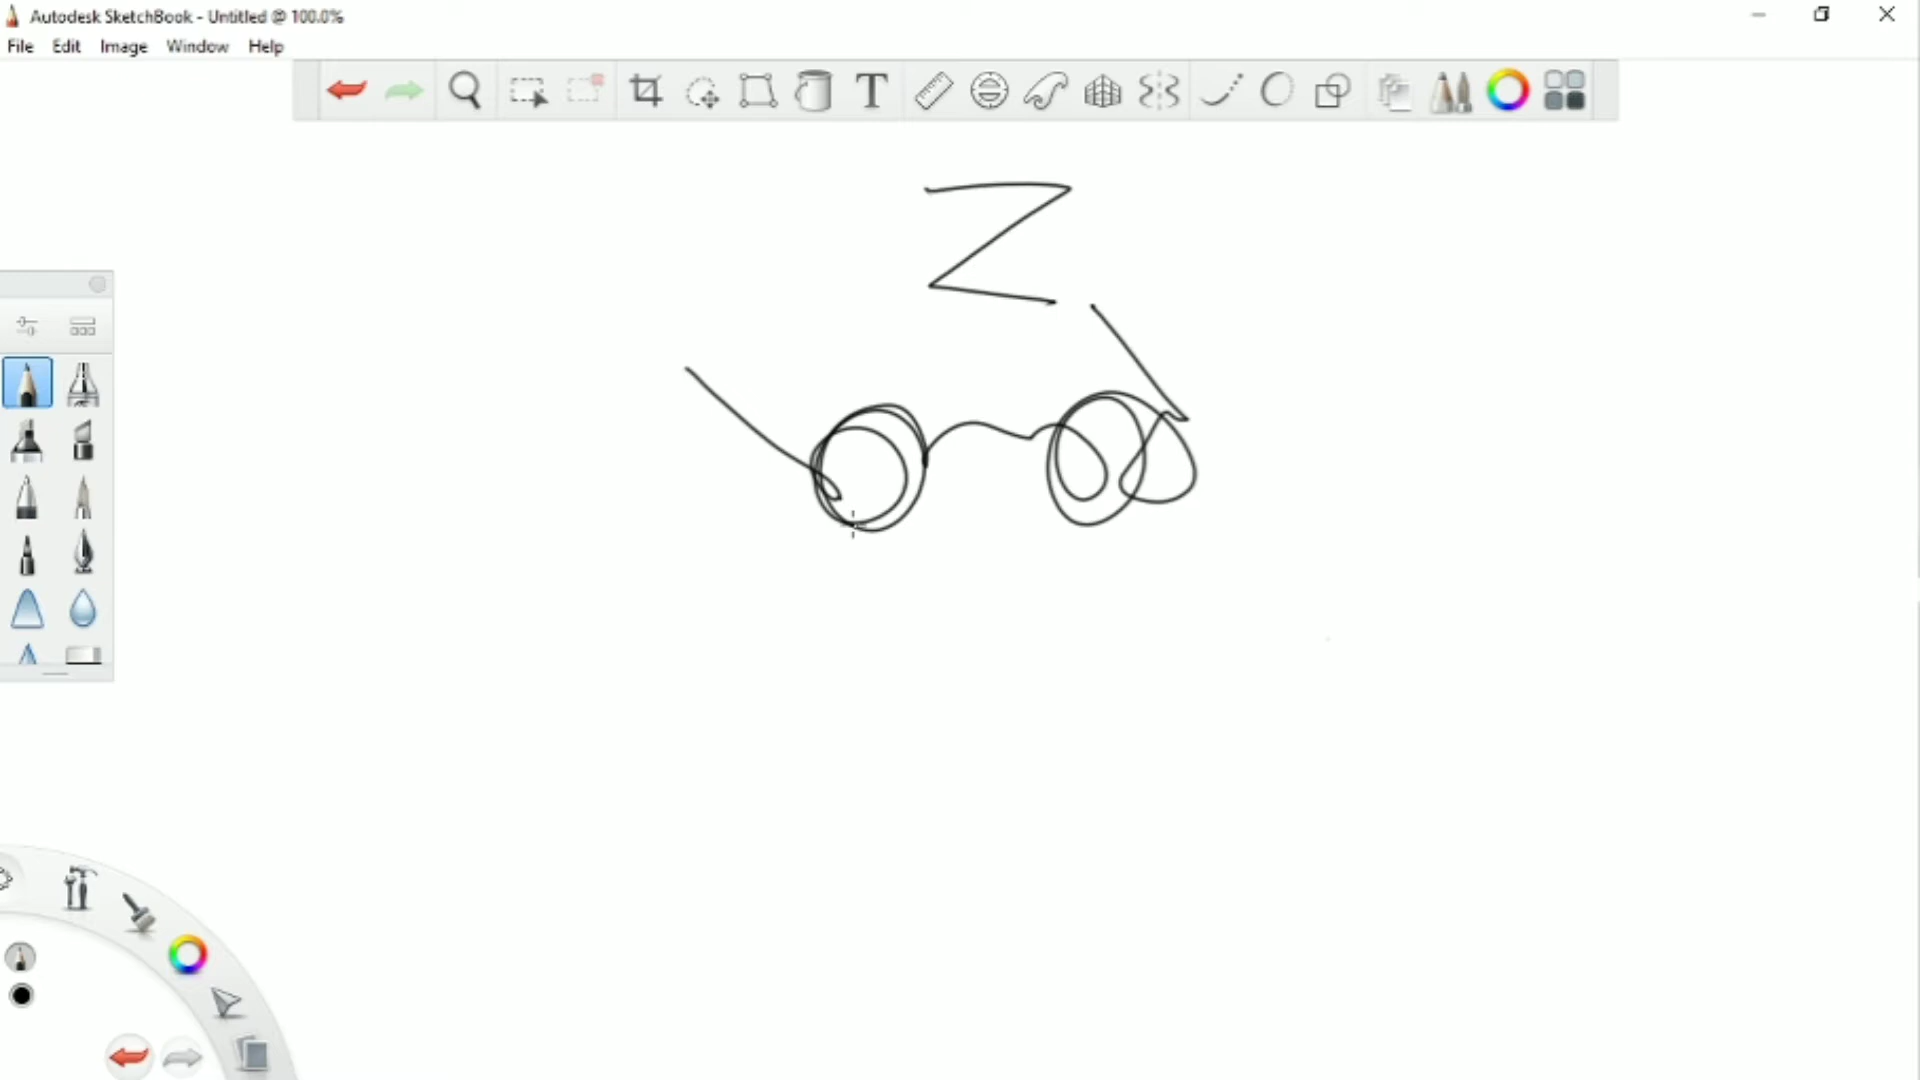 Autodesk SketchBook - Untitled @ 100.0%
File Edit Image Window Help
T
Z